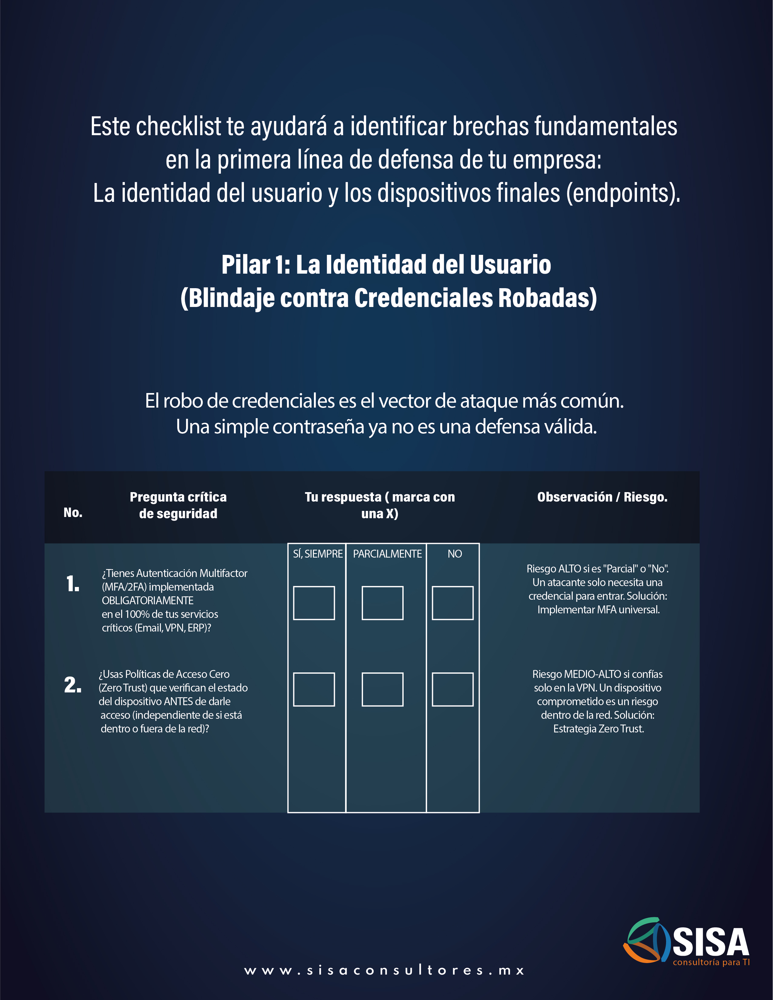 Este checklist te ayudará a identificar brechas fundamentales
en la primera línea de defensa de tu empresa:
La identidad del usuario y los dispositivos finales (endpoints).
Pilar 1: La Identidad del Usuario
(Blindaje contra Credenciales Robadas)
El robo de credenciales es el vector de ataque más común.
Una simple contraseña ya no es una defensa válida.
No.
Pregunta crítica
de seguridad
Tu respuesta ( marca con
una X)
Observación / Riesgo.
SÍ, SIEMPRE
PARCIALMENTE
NO
1.
¿Tienes Autenticación Multifactor
(MFA/2FA) implementada
OBLIGATORIAMENTE
en el 100% de tus servicios
críticos (Email, VPN, ERP)?
Riesgo ALTO si es "Parcial" o "No".
Un atacante solo necesita una
credencial para entrar. Solución:
Implementar MFA universal.
2.
¿Usas Políticas de Acceso Cero
(Zero Trust) que verifican el estado
del dispositivo ANTES de darle
acceso (independiente de si está
dentro o fuera de la red)?
Riesgo MEDIO-ALTO si confías
solo en la VPN. Un dispositivo
comprometido es un riesgo
dentro de la red. Solución:
Estrategia Zero Trust.
SISA
consultoría para TI
www.sisaconsultores.mx